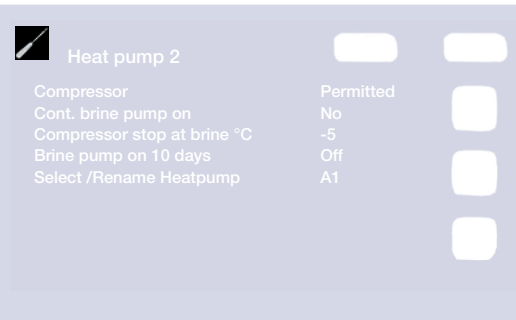 Heat pump 2
Compressor Permitted
Cont. brine pump on No
Compressor stop at brine °C -5
Brine pump on 10 days Off
Select /Rename Heatpump A1